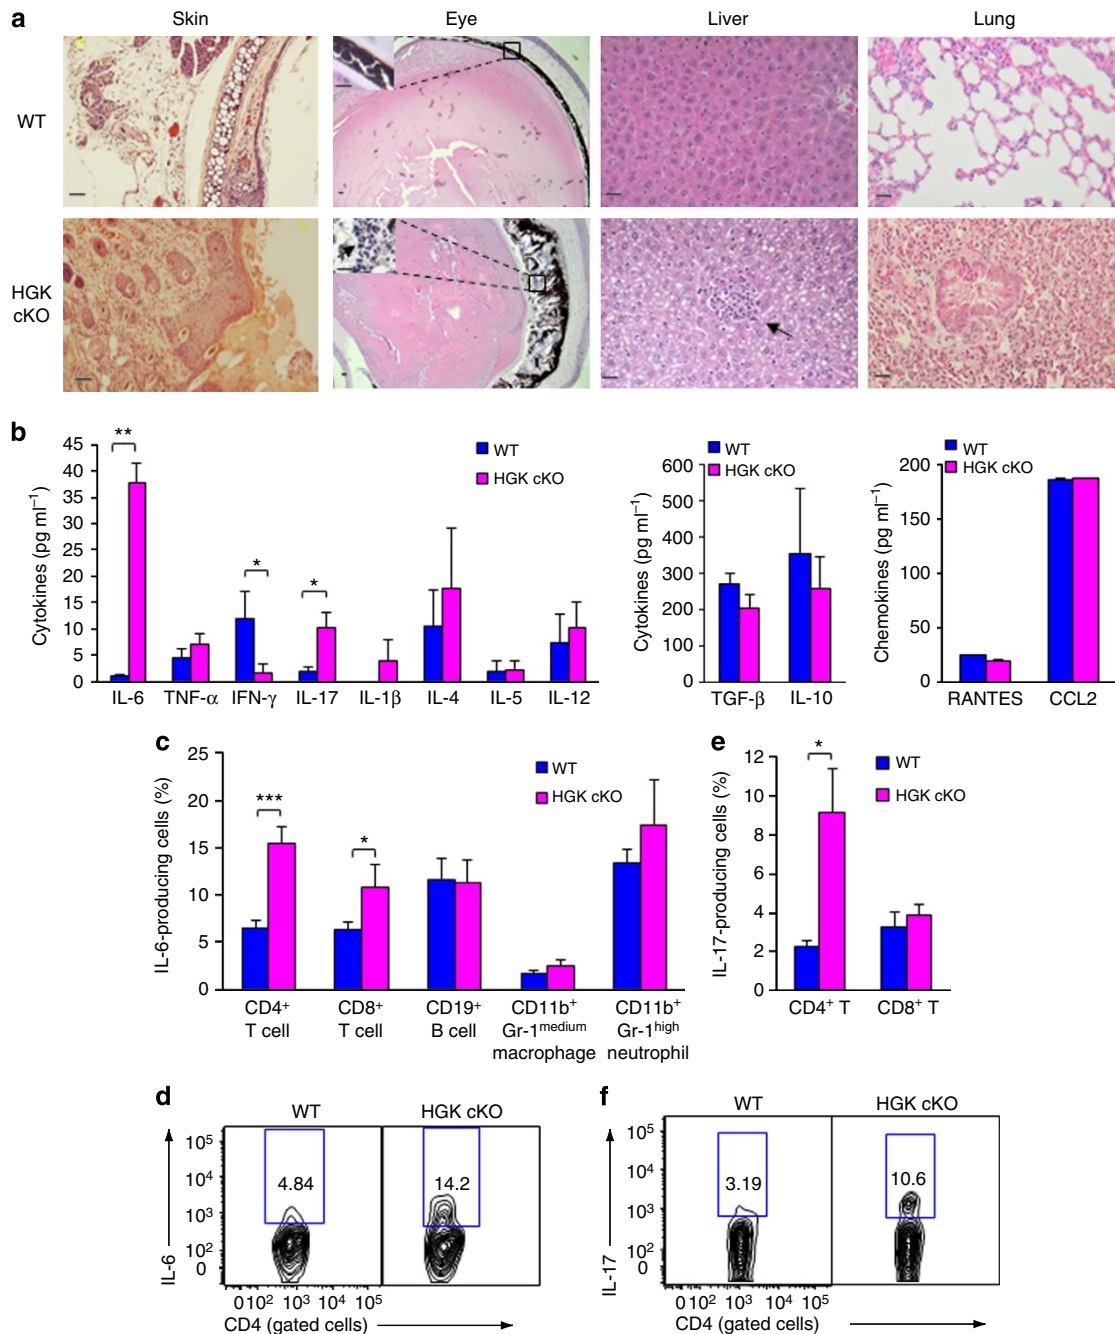 a
Skin Eye Liver Lung
WT
HGK
cKO
b
Cytokines (pg ml⁻¹)
45
40
35
30
25
20
15
10
5
0
**
*
*
WT
HGK cKO
IL-6 TNF-α IFN-γ IL-17 IL-1β IL-4 IL-5 IL-12
Cytokines (pg ml⁻¹)
600
500
400
300
200
100
0
WT
HGK cKO
TGF-β IL-10
Chemokines (pg ml⁻¹)
200
150
100
50
0
WT
HGK cKO
RANTES CCL2
c
IL-6-producing cells (%)
25
20
15
10
5
0
***
*
WT
HGK cKO
CD4⁺ CD8⁺ CD19⁺ CD11b⁺ CD11b⁺
T cell T cell B cell Gr-1ᵐᵉᵈⁱᵘᵐ Gr-1ʰⁱᵍʰ
macrophage neutrophil
e
IL-17-producing cells (%)
12
10
8
6
4
2
0
*
WT
HGK cKO
CD4⁺ T CD8⁺ T
d
WT HGK cKO
IL-6
10⁵
10⁴
10³
10²
0
4.84 14.2
0 10² 10³ 10⁴ 10⁵
CD4 (gated cells)
f
WT HGK cKO
IL-17
10⁵
10⁴
10³
10²
0
3.19 10.6
0 10² 10³ 10⁴ 10⁵
CD4 (gated cells)